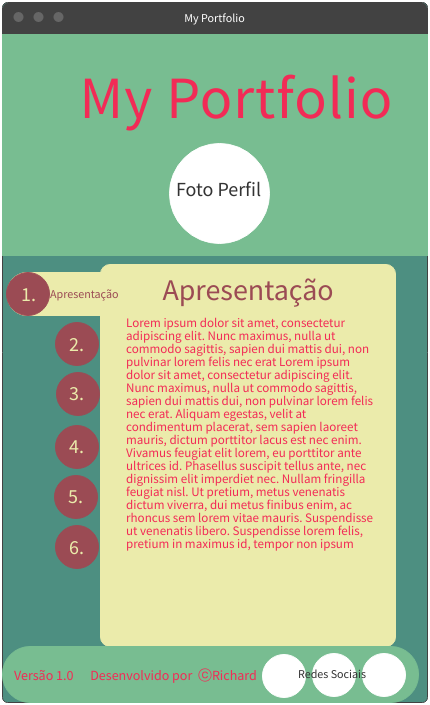 My Portfolio
My Portfolio
Foto Perfil
1.
Apresentação
2.
3.
4.
5.
6.
Apresentação
Lorem ipsum dolor sit amet, consectetur
adipiscing elit. Nunc maximus, nulla ut
commodo sagittis, sapien dui mattis dui, non
pulvinar lorem felis nec erat Lorem ipsum
dolor sit amet, consectetur adipiscing elit.
Nunc maximus, nulla ut commodo sagittis,
sapien dui mattis dui, non pulvinar lorem felis
nec erat. Aliquam egestas, velit at
condimentum placerat, sem sapien laoreet
mauris, dictum porttitor lacus est nec enim.
Vivamus feugiat elit lorem, eu porttitor ante
ultrices id. Phasellus suscipit tellus ante, nec
dignissim elit imperdiet nec. Nullam fringilla
feugiat nisl. Ut pretium, metus venenatis
dictum viverra, dui metus finibus enim, ac
rhoncus sem lorem vitae mauris. Suspendisse
ut venenatis libero. Suspendisse lorem felis,
pretium in maximus id, tempor non ipsum
Versão 1.0
Desenvolvido por ⓒRichard
Redes Sociais